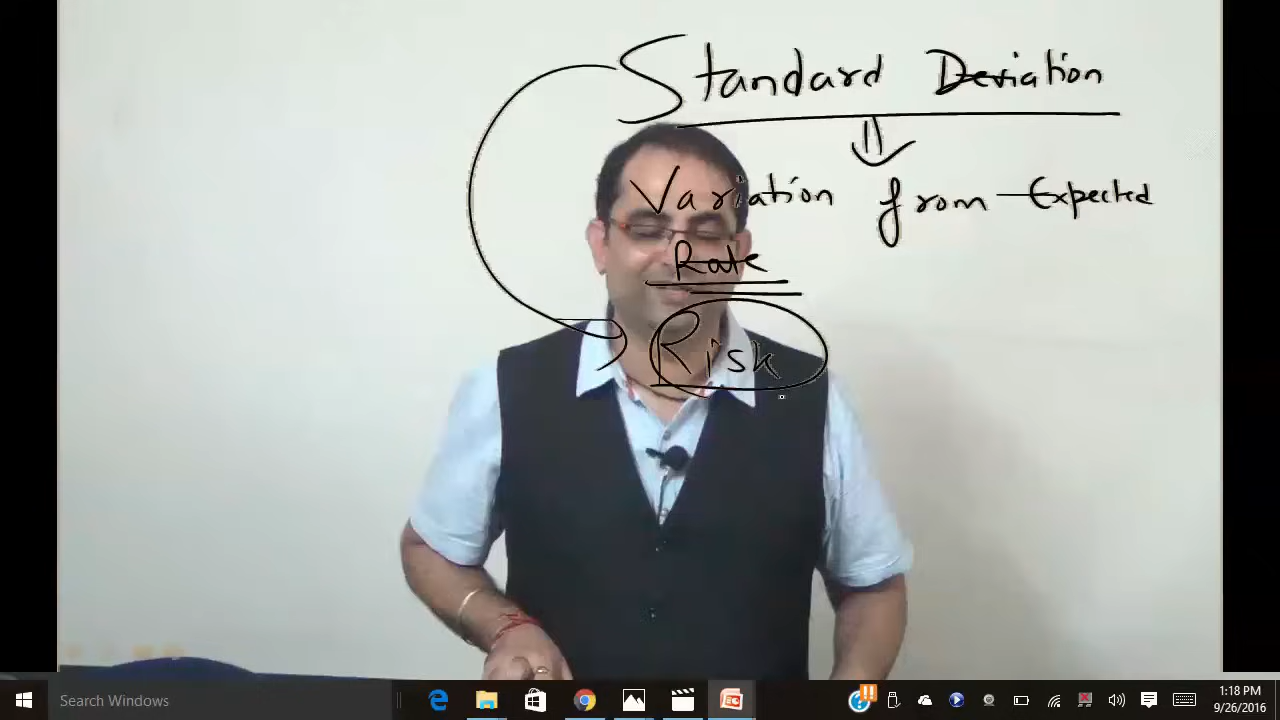 Standard Deviation
Variation from Expected
Rate
Risk
Search Windows
1:18 PM
9/26/2016